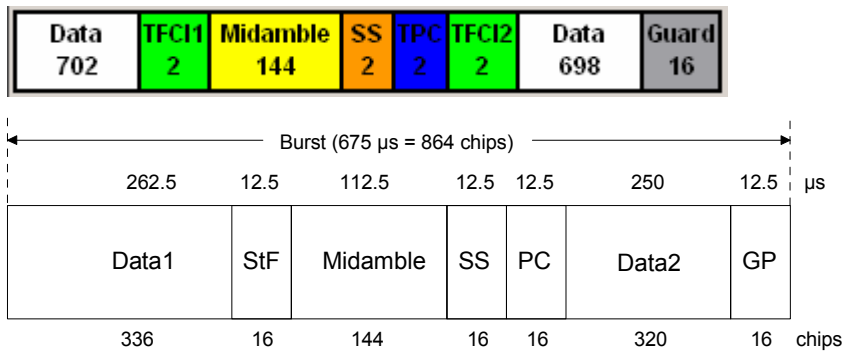 Data TFCI1 Midamble SS TPC TFCI2 Data Guard
702 2 144 2 2 2 698 16
Burst (675 µs = 864 chips)
262.5 12.5 112.5 12.5 12.5 250 12.5 µs
Data1 StF Midamble SS PC Data2 GP
336 16 144 16 16 320 16 chips